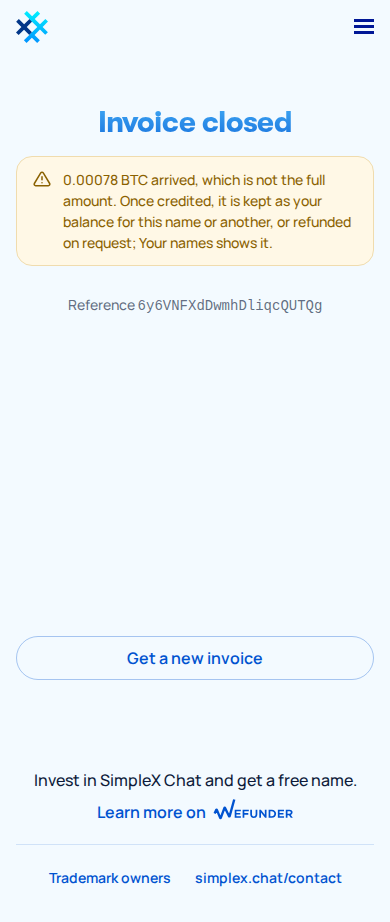 Invoice closed
0.00078 BTC arrived, which is not the full
amount. Once credited, it is kept as your
balance for this name or another, or refunded
on request; Your names shows it.
Reference 6y6VNFXdDwmhDliqcQUTQg
Get a new invoice
Invest in SimpleX Chat and get a free name.
Learn more on WEFUNDER
Trademark owners simplex.chat/contact